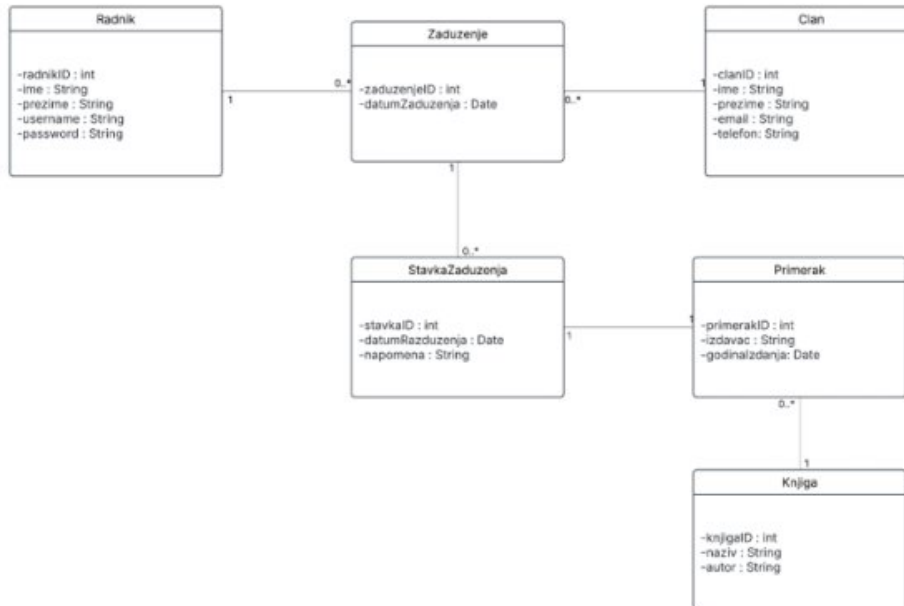 Radnik
-radnikID : int
-ime : String
-prezime : String
-username : String
-password : String
1
0..*
Zaduzenje
-zaduzenjeID : int
-datumZaduzenja : Date
0..*
1
Clan
-clanID : int
-ime : String
-prezime : String
-email : String
-telefon: String
1
0..*
StavkaZaduzenja
-stavkaID : int
-datumRazduzenja : Date
-napomena : String
1
1
Primerak
-primerakID : int
-izdavac : String
-godinaIzdanja: Date
0..*
1
Knjiga
-knjigaID : int
-naziv : String
-autor : String